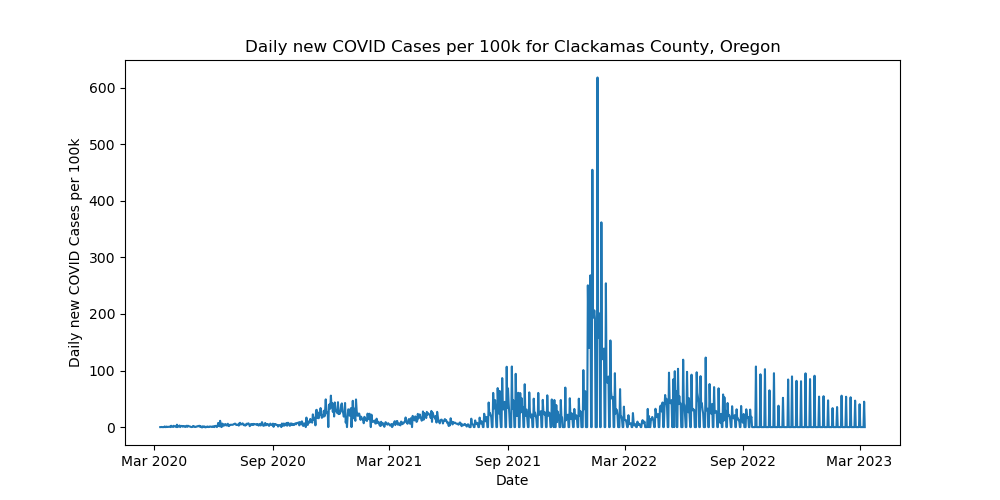 Daily new COVID Cases per 100k for Clackamas County, Oregon
Daily new COVID Cases per 100k
600
500
400
300
200
100
0
Mar 2020 Sep 2020 Mar 2021 Sep 2021 Mar 2022 Sep 2022 Mar 2023
Date